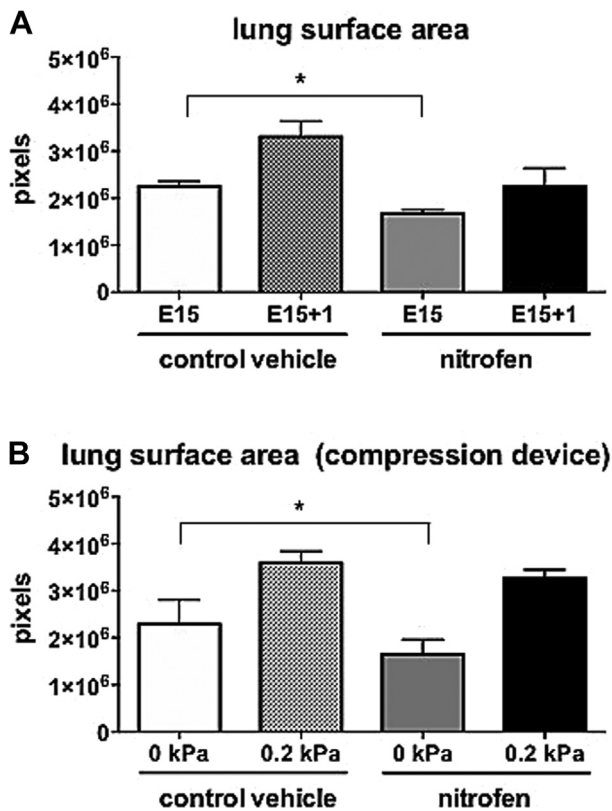 A
lung surface area
pixels
5×10⁶
4×10⁶
3×10⁶
2×10⁶
1×10⁶
0
*
E15 E15+1 E15 E15+1
control vehicle nitrofen
B
lung surface area (compression device)
pixels
5×10⁶
4×10⁶
3×10⁶
2×10⁶
1×10⁶
0
*
0 kPa 0.2 kPa 0 kPa 0.2 kPa
control vehicle nitrofen